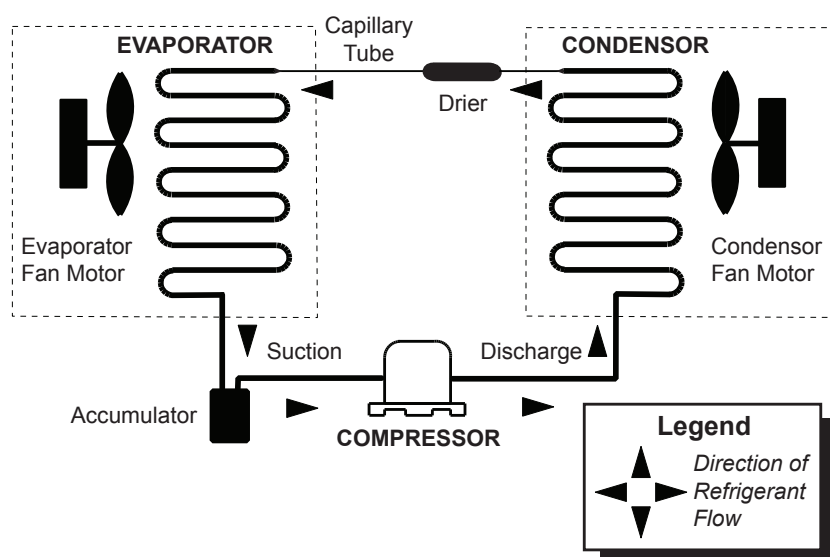 EVAPORATOR
Capillary
Tube
CONDENSOR
Drier
Evaporator
Fan Motor
Condensor
Fan Motor
Suction
Discharge
Accumulator
COMPRESSOR
Legend
Direction of
Refrigerant
Flow